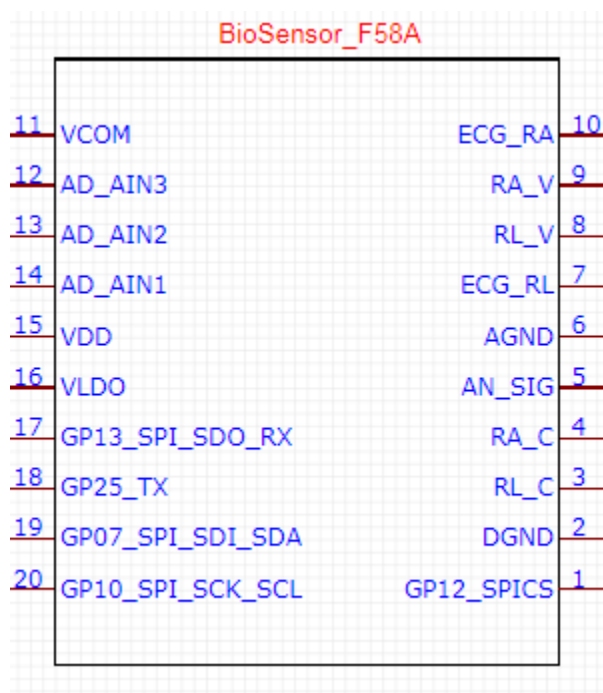 BioSensor_F58A
11 VCOM ECG_RA 10
12 AD_AIN3 RA_V 9
13 AD_AIN2 RL_V 8
14 AD_AIN1 ECG_RL 7
15 VDD AGND 6
16 VLDO AN_SIG 5
17 GP13_SPI_SDO_RX RA_C 4
18 GP25_TX RL_C 3
19 GP07_SPI_SDI_SDA DGND 2
20 GP10_SPI_SCK_SCL GP12_SPICS 1